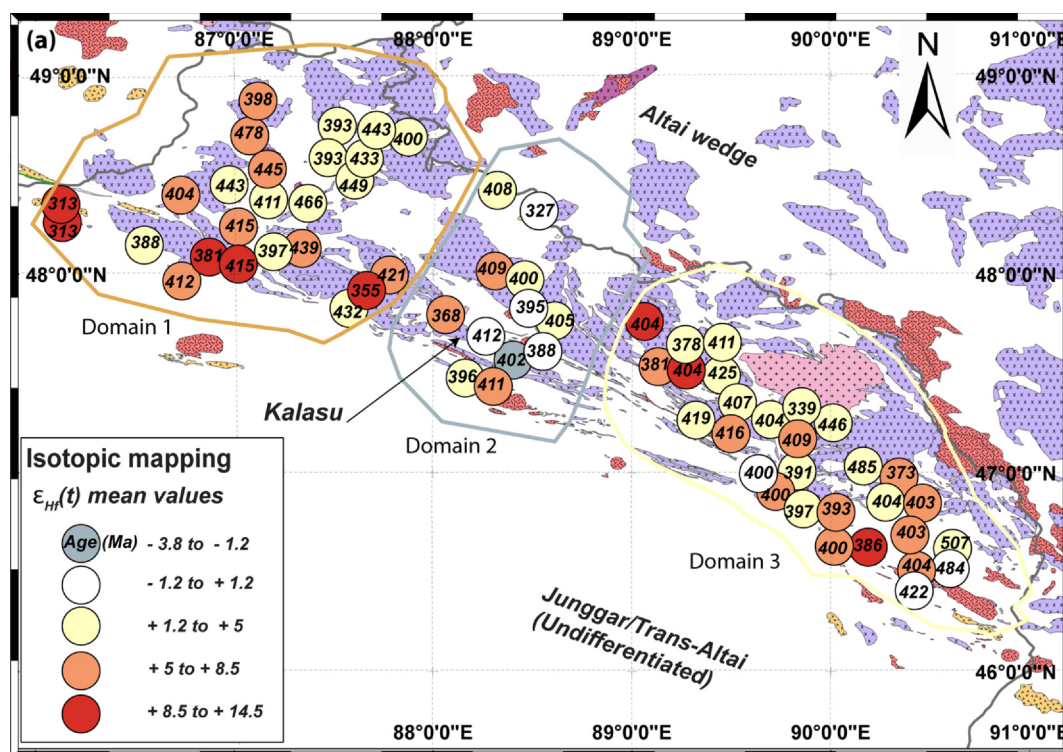 (a)
87°0'0"E
88°0'0"E
89°0'0"E
90°0'0"E
91°0'0"E
49°0'0"N
49°0'0"N
N
Altai wedge
398
478
393
443
400
393
433
445
449
443
404
411
466
313
313
415
388
397
439
381
415
412
421
355
432
408
327
409
400
395
368
405
412
388
402
396
411
48°0'0"N
48°0'0"N
Domain 1
Kalasu
Domain 2
404
378
411
381
404
425
407
419
404
339
446
416
409
400
391
485
373
400
397
393
404
403
403
400
386
507
404
484
422
47°0'0"N
Domain 3
Junggar/Trans-Altai
(Undifferentiated)
46°0'0"N
Isotopic mapping
εHf(t) mean values
Age (Ma) - 3.8 to - 1.2
- 1.2 to + 1.2
+ 1.2 to + 5
+ 5 to + 8.5
+ 8.5 to + 14.5
88°0'0"E
89°0'0"E
90°0'0"E
91°0'0"E